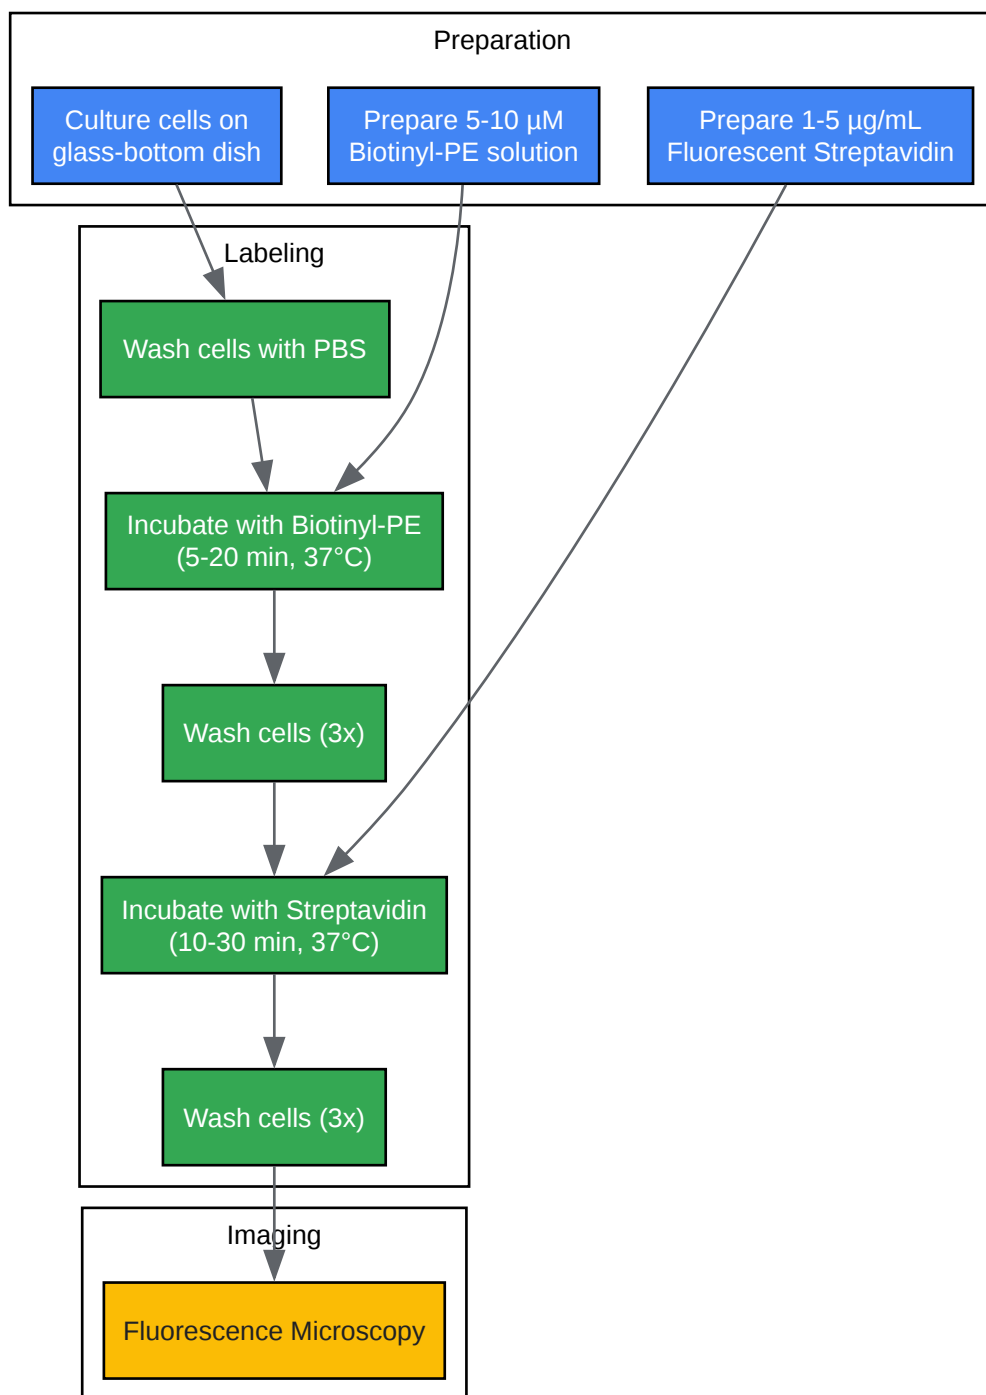 Preparation
Culture cells on
glass-bottom dish
Prepare 5-10 µM
Biotinyl-PE solution
Prepare 1-5 µg/mL
Fluorescent Streptavidin
Labeling
Wash cells with PBS
Incubate with Biotinyl-PE
(5-20 min, 37°C)
Wash cells (3x)
Incubate with Streptavidin
(10-30 min, 37°C)
Wash cells (3x)
Imaging
Fluorescence Microscopy